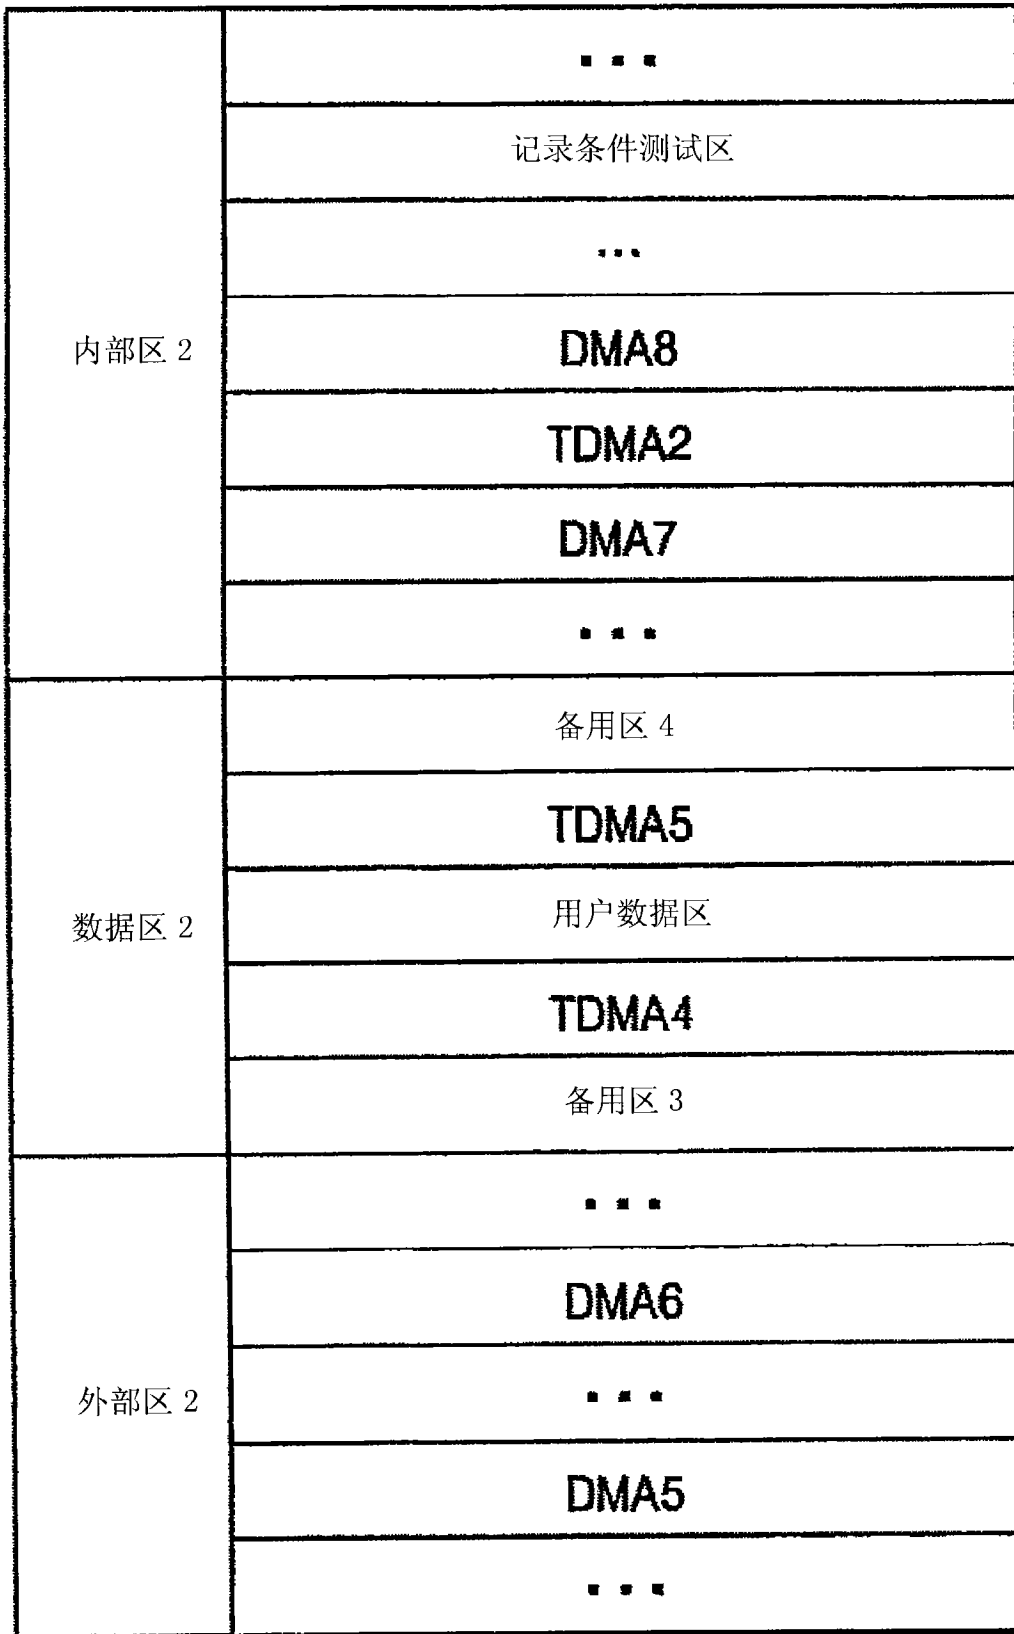 ...
记录条件测试区
...
内部区 2
DMA8
TDMA2
DMA7
...
备用区 4
TDMA5
数据区 2
用户数据区
TDMA4
备用区 3
...
DMA6
外部区 2
...
DMA5
...